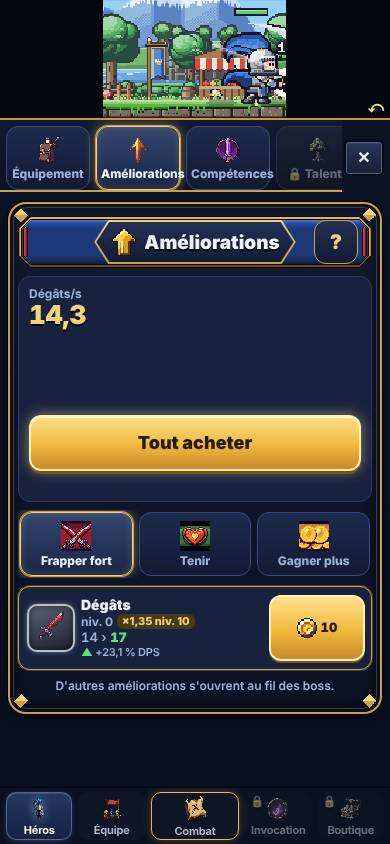 Équipement
Améliorations
Compétences
Talent
×
Améliorations
?
Dégâts/s
14,3
Tout acheter
Frapper fort
Tenir
Gagner plus
Dégâts
niv. 0 ×1,35 niv. 10
14 › 17
▲ +23,1 % DPS
10
D'autres améliorations s'ouvrent au fil des boss.
Héros
Équipe
Combat
Invocation
Boutique